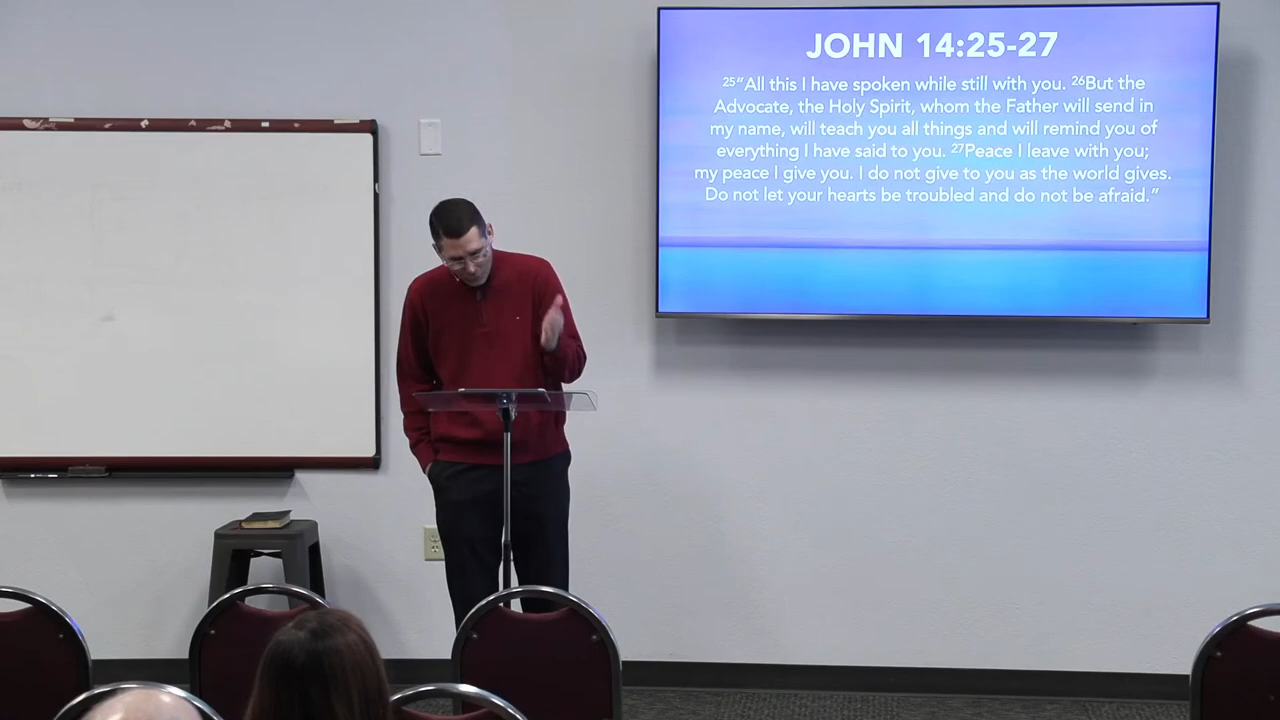 JOHN 14:25-27
25“All this I have spoken while still with you. 26But the
Advocate, the Holy Spirit, whom the Father will send in
my name, will teach you all things and will remind you of
everything I have said to you. 27Peace I leave with you;
my peace I give you. I do not give to you as the world gives.
Do not let your hearts be troubled and do not be afraid.”